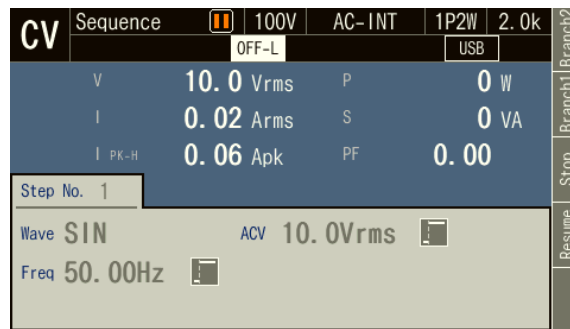 CV Sequence 100V AC-INT 1P2W 2.0k
OFF-L USB
V 10.0 Vrms P 0 W
I 0.02 Arms S 0 VA
I PK-H 0.06 Apk PF 0.00
Step No. 1
Wave SIN ACV 10.0Vrms
Freq 50.00Hz
Branch2
Branch1
Stop
Resume